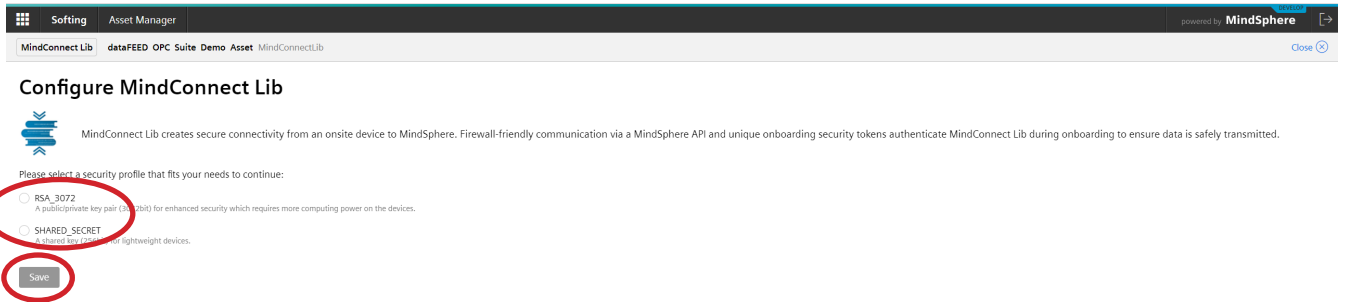 DEVELOP
Softing Asset Manager powered by MindSphere
MindConnect Lib dataFEED OPC Suite Demo Asset MindConnectLib Close
Configure MindConnect Lib
MindConnect Lib creates secure connectivity from an onsite device to MindSphere. Firewall-friendly communication via a MindSphere API and unique onboarding security tokens authenticate MindConnect Lib during onboarding to ensure data is safely transmitted.
Please select a security profile that fits your needs to continue:
RSA_3072
A public/private key pair (3072bit) for enhanced security which requires more computing power on the devices.
SHARED_SECRET
A shared key (256bit) for lightweight devices.
Save